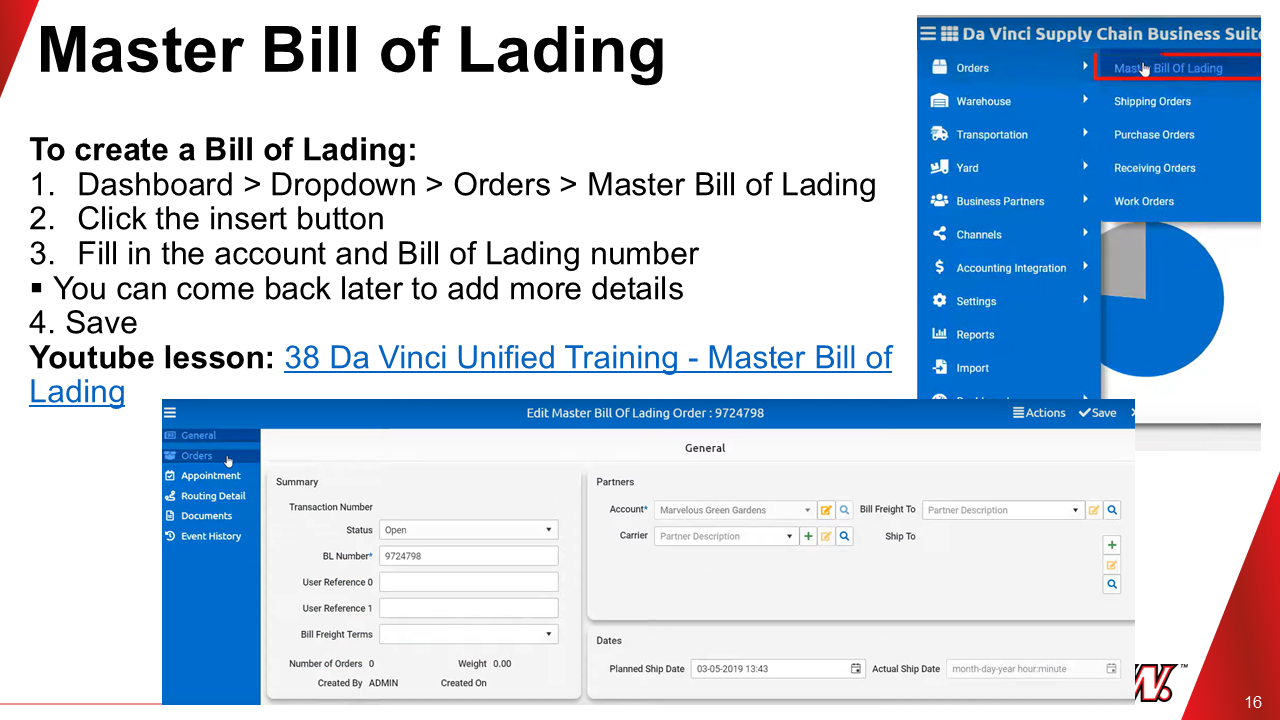 Master Bill of Lading
To create a Bill of Lading:
1. Dashboard > Dropdown > Orders > Master Bill of Lading
2. Click the insert button
3. Fill in the account and Bill of Lading number
▪ You can come back later to add more details
4. Save
Youtube lesson: 38 Da Vinci Unified Training - Master Bill of
Lading
Da Vinci Supply Chain Business Suite
Orders
Warehouse
Transportation
Yard
Business Partners
Channels
Accounting Integration
Settings
Reports
Import
Master Bill Of Lading
Shipping Orders
Purchase Orders
Receiving Orders
Work Orders
Edit Master Bill Of Lading Order : 9724798
Actions
Save
General
Orders
Appointment
Routing Detail
Documents
Event History
General
Summary
Transaction Number
Status Open
BL Number* 9724798
User Reference 0
User Reference 1
Bill Freight Terms
Number of Orders 0 Weight 0.00
Created By ADMIN Created On
Partners
Account* Marvelous Green Gardens Bill Freight To Partner Description
Carrier Partner Description Ship To
Dates
Planned Ship Date 03-05-2019 13:43 Actual Ship Date month-day-year hour:minute
W.™
16